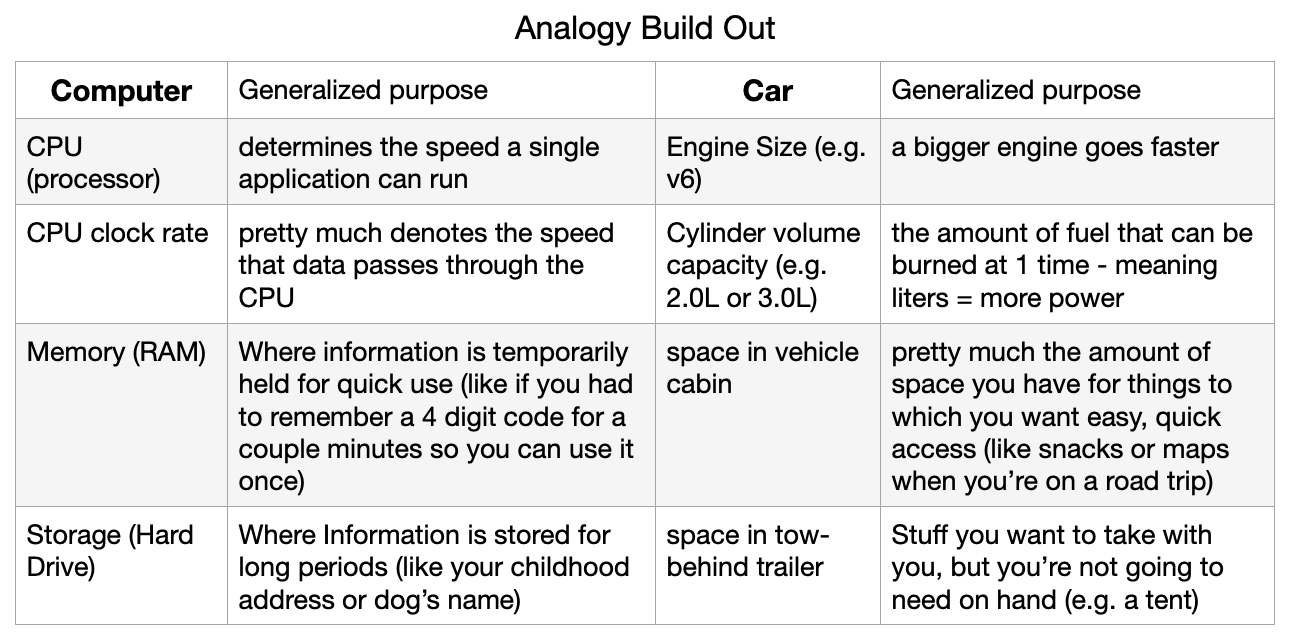 Analogy Build Out
Computer
Generalized purpose
Car
Generalized purpose
CPU
(processor)
determines the speed a single
application can run
Engine Size (e.g.
v6)
a bigger engine goes faster
CPU clock rate
pretty much denotes the speed
that data passes through the
CPU
Cylinder volume
capacity (e.g.
2.0L or 3.0L)
the amount of fuel that can be
burned at 1 time - meaning
liters = more power
Memory (RAM)
Where information is temporarily
held for quick use (like if you had
to remember a 4 digit code for a
couple minutes so you can use it
once)
space in vehicle
cabin
pretty much the amount of
space you have for things to
which you want easy, quick
access (like snacks or maps
when you’re on a road trip)
Storage (Hard
Drive)
Where Information is stored for
long periods (like your childhood
address or dog’s name)
space in tow-
behind trailer
Stuff you want to take with
you, but you’re not going to
need on hand (e.g. a tent)